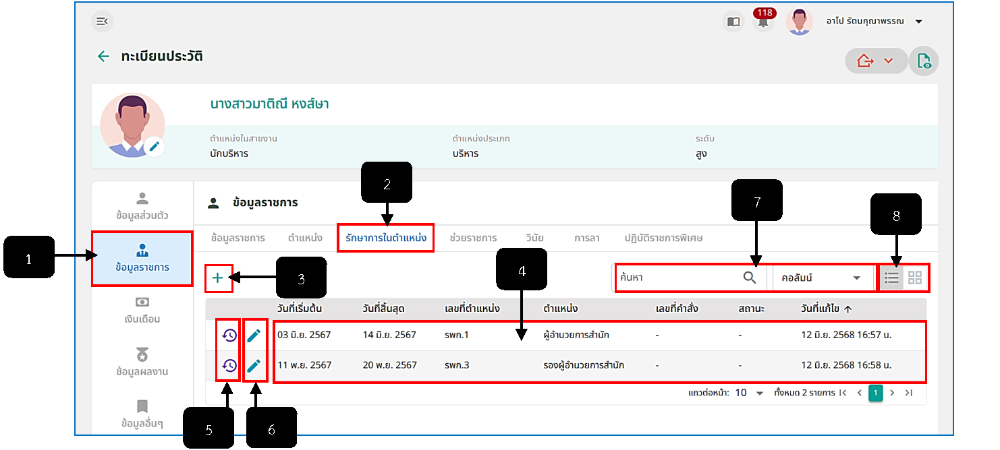 118
อาโป รัตนกุณาพรรณ
ทะเบียนประวัติ
นางสาวมาติณี หงส์ษา
ตำแหน่งในสายงาน ตำแหน่งประเภท ระดับ
นักบริหาร บริหาร สูง
2
7
8
ข้อมูลส่วนตัว
ข้อมูลราชการ
ข้อมูลราชการ ตำแหน่ง รักษาการในตำแหน่ง ช่วยราชการ วินัย การลา ปฏิบัติราชการพิเศษ
1
ข้อมูลราชการ
3
4
ค้นหา คอลัมน์
วันที่เริ่มต้น วันที่สิ้นสุด เลขที่ตำแหน่ง ตำแหน่ง เลขที่คำสั่ง สถานะ วันที่แก้ไข
เงินเดือน
03 มิ.ย. 2567 14 มิ.ย. 2567 รพก.1 ผู้อำนวยการสำนัก - - 12 มิ.ย. 2568 16:57 น.
11 พ.ย. 2567 20 พ.ย. 2567 รพก.3 รองผู้อำนวยการสำนัก - - 12 มิ.ย. 2568 16:58 น.
ข้อมูลผลงาน
แถวต่อหน้า: 10 ทั้งหมด 2 รายการ 1
ข้อมูลอื่นๆ
5
6